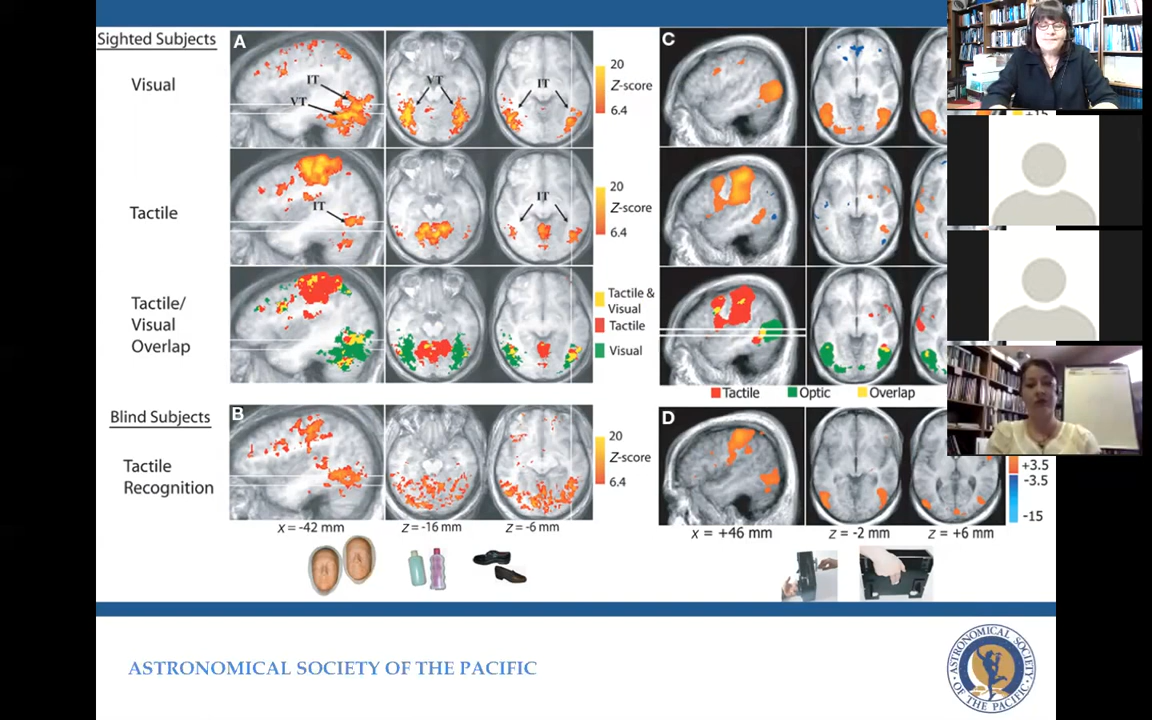 Sighted Subjects
Visual
Tactile
Tactile/
Visual
Overlap
Blind Subjects
Tactile
Recognition
A
IT
VT
VT
IT
20
Z-score
6.4
IT
IT
20
Z-score
6.4
Tactile & Visual
Tactile
Visual
B
20
Z-score
6.4
x = -42 mm
z = -16 mm
z = -6 mm
C
Tactile
Optic
Overlap
D
+3.5
-3.5
-15
x = +46 mm
z = -2 mm
z = +6 mm
ASTRONOMICAL SOCIETY OF THE PACIFIC
ASTRONOMICAL SOCIETY
OF THE PACIFIC